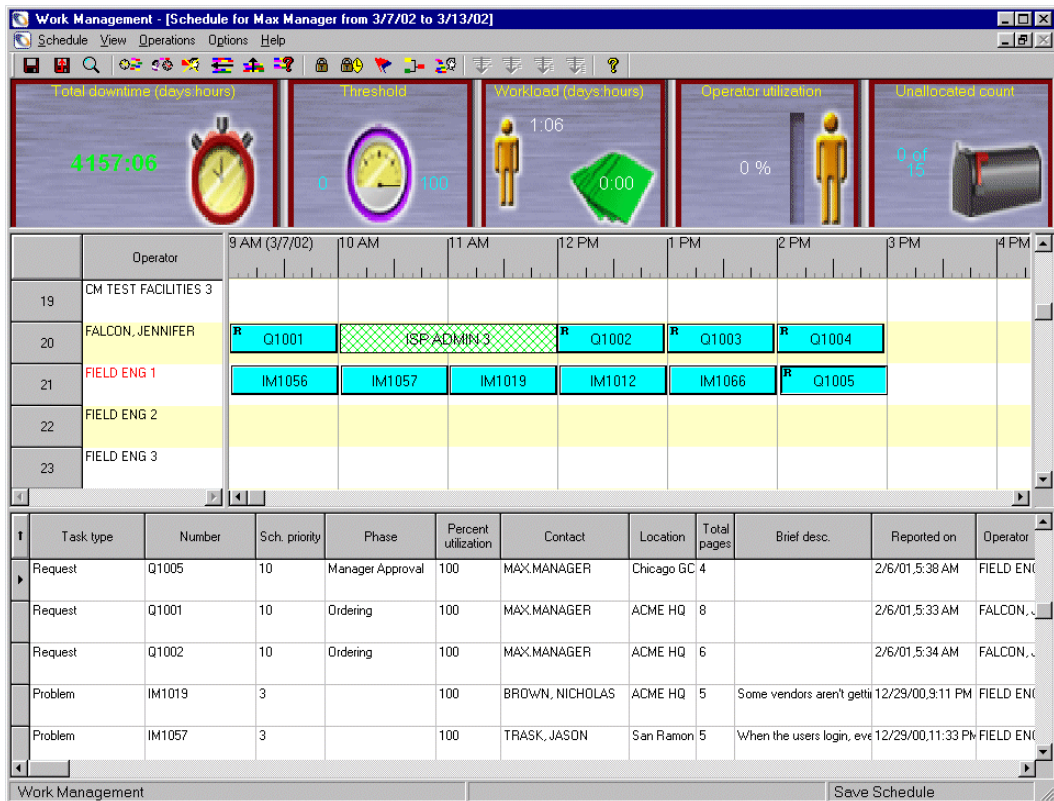 Work Management - [Schedule for Max Manager from 3/7/02 to 3/13/02]
Schedule View Operations Options Help
Total downtime (days:hours) Threshold Workload (days:hours) Operator utilization Unallocated count
4157:06 0 100 1:06 0:00 0 % 0 of 15
Operator 9 AM (3/7/02) 10 AM 11 AM 12 PM 1 PM 2 PM 3 PM 4 PM
19 CM TEST FACILITIES 3
20 FALCON, JENNIFER R Q1001 ISP ADMIN 3 R Q1002 R Q1003 R Q1004
21 FIELD ENG 1 IM1056 IM1057 IM1019 IM1012 IM1066 R Q1005
22 FIELD ENG 2
23 FIELD ENG 3
Task type Number Sch. priority Phase Percent utilization Contact Location Total pages Brief desc. Reported on Operator
Request Q1005 10 Manager Approval 100 MAX.MANAGER Chicago GC 4 2/6/01,5:38 AM FIELD EN
Request Q1001 10 Ordering 100 MAX.MANAGER ACME HQ 8 2/6/01,5:33 AM FALCON,
Request Q1002 10 Ordering 100 MAX.MANAGER ACME HQ 6 2/6/01,5:34 AM FALCON,
Problem IM1019 3 100 BROWN, NICHOLAS ACME HQ 5 Some vendors aren't getti 12/29/00,9:11 PM FIELD EN
Problem IM1057 3 100 TRASK, JASON San Ramon 5 When the users login, eve 12/29/00,11:33 PM FIELD EN
Work Management Save Schedule